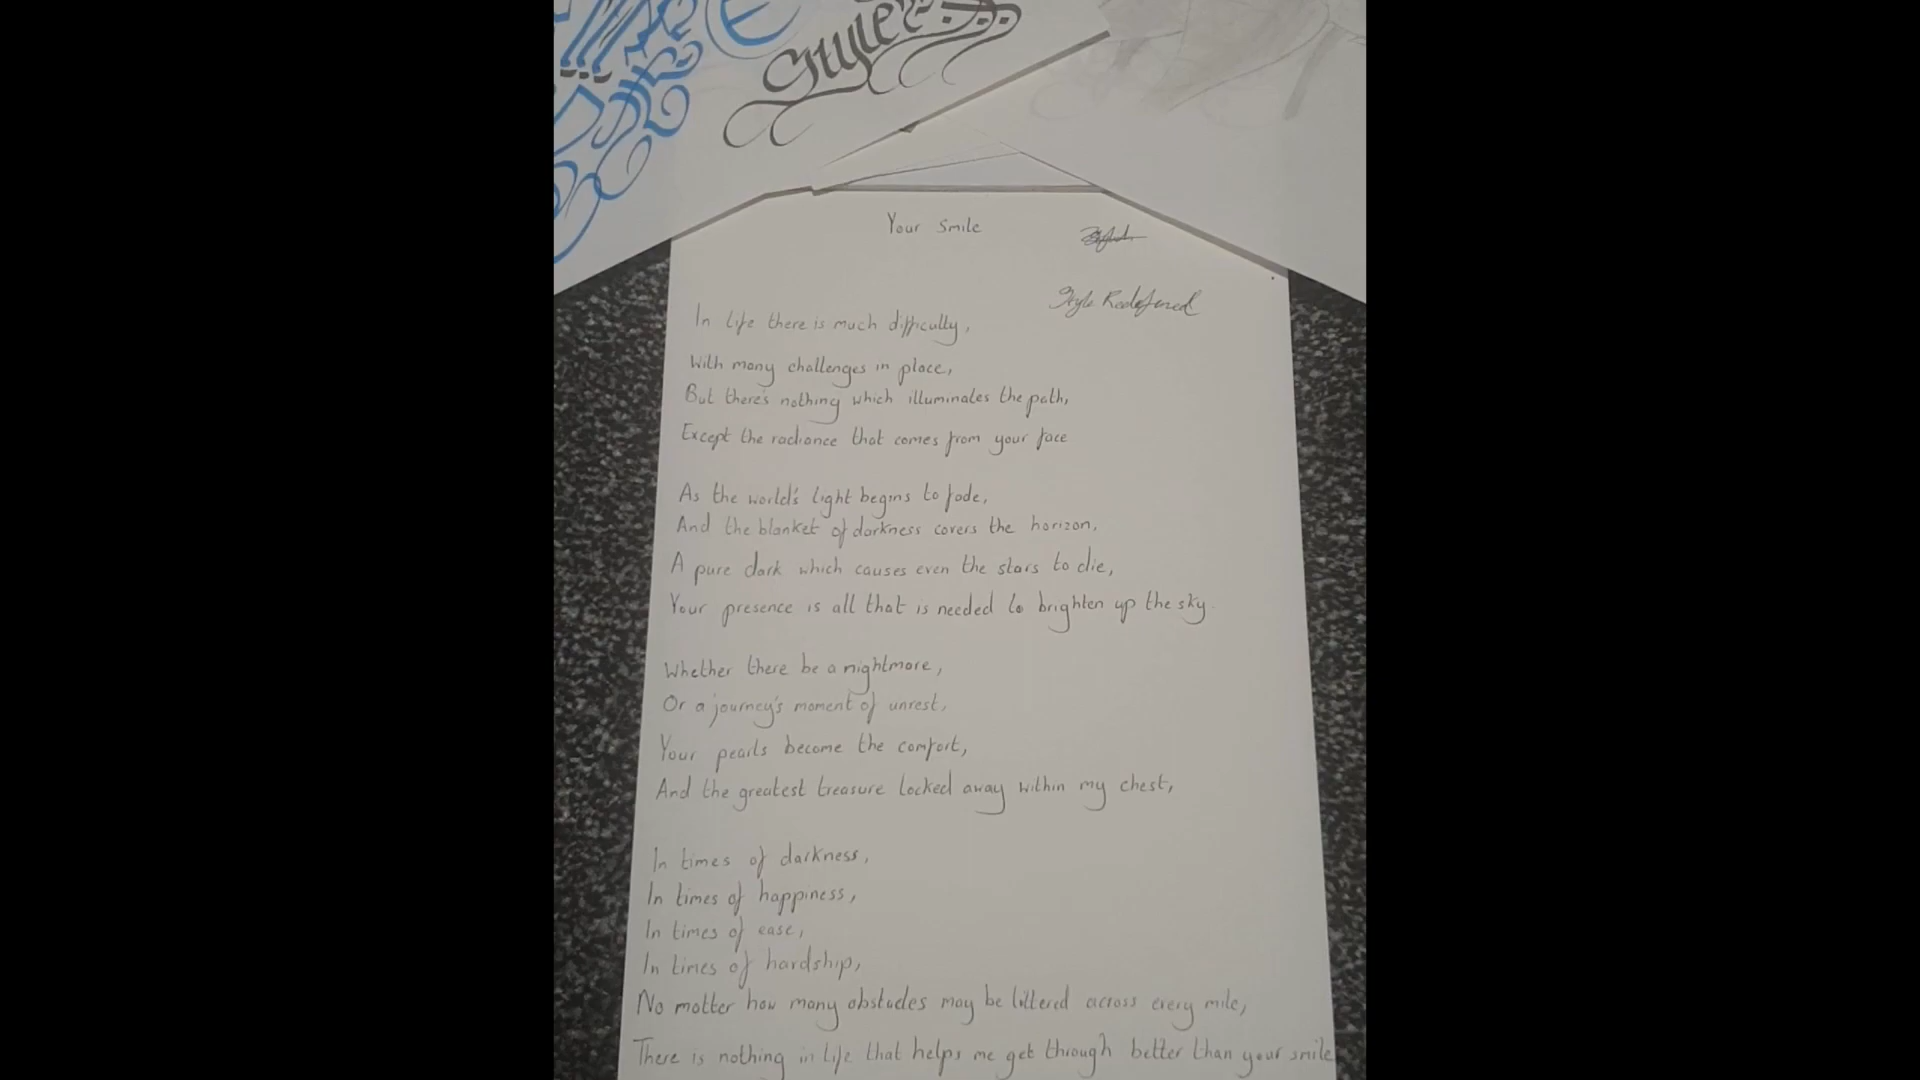 Style
Your Smile
Style Redefined
In life there is much difficulty,
With many challenges in place,
But there's nothing which illuminates the path,
Except the radiance that comes from your face
As the world's light begins to fade,
And the blanket of darkness covers the horizon,
A pure dark which causes even the stars to die,
Your presence is all that is needed to brighten up the sky.
Whether there be a nightmare,
Or a journey's moment of unrest,
Your pearls become the comfort,
And the greatest treasure locked away within my chest,
In times of darkness,
In times of happiness,
In times of ease,
In times of hardship,
No matter how many obstacles may be littered across every mile,
There is nothing in life that helps me get through better than your smile